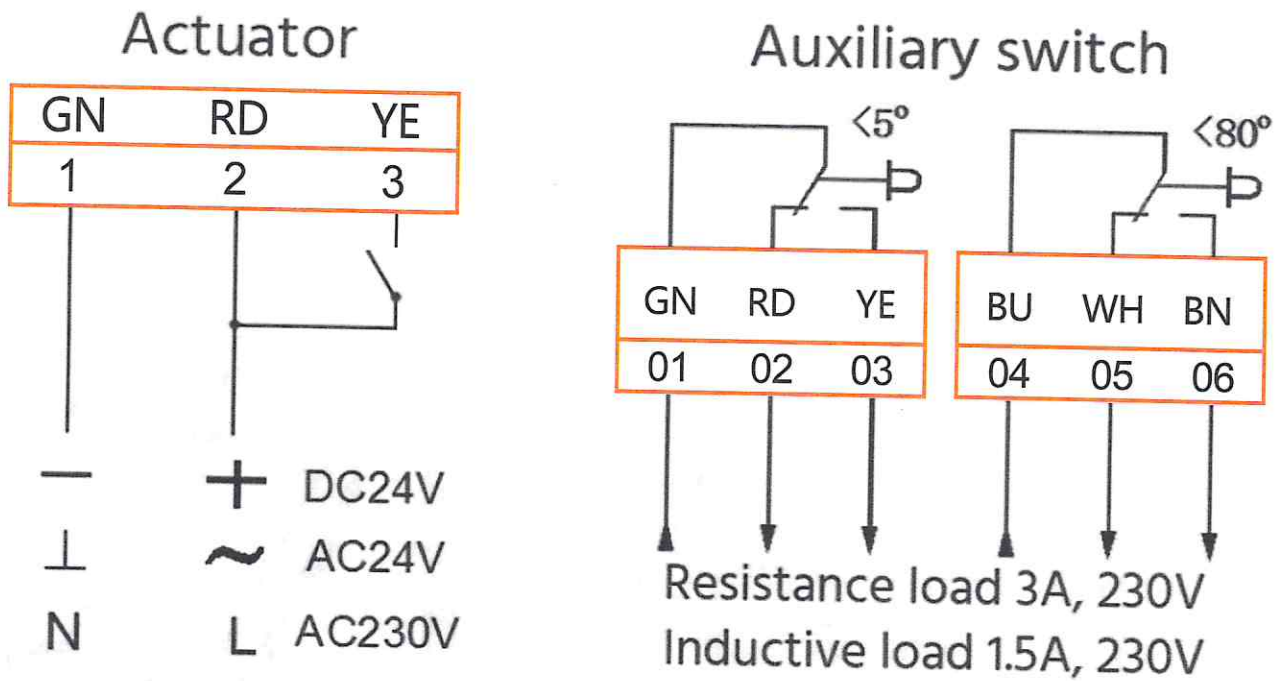 Actuator
GN RD YE
1 2 3
− + DC24V
⊥ ~ AC24V
N L AC230V
Auxiliary switch
<5° <80°
GN RD YE BU WH BN
01 02 03 04 05 06
Resistance load 3A, 230V
Inductive load 1.5A, 230V